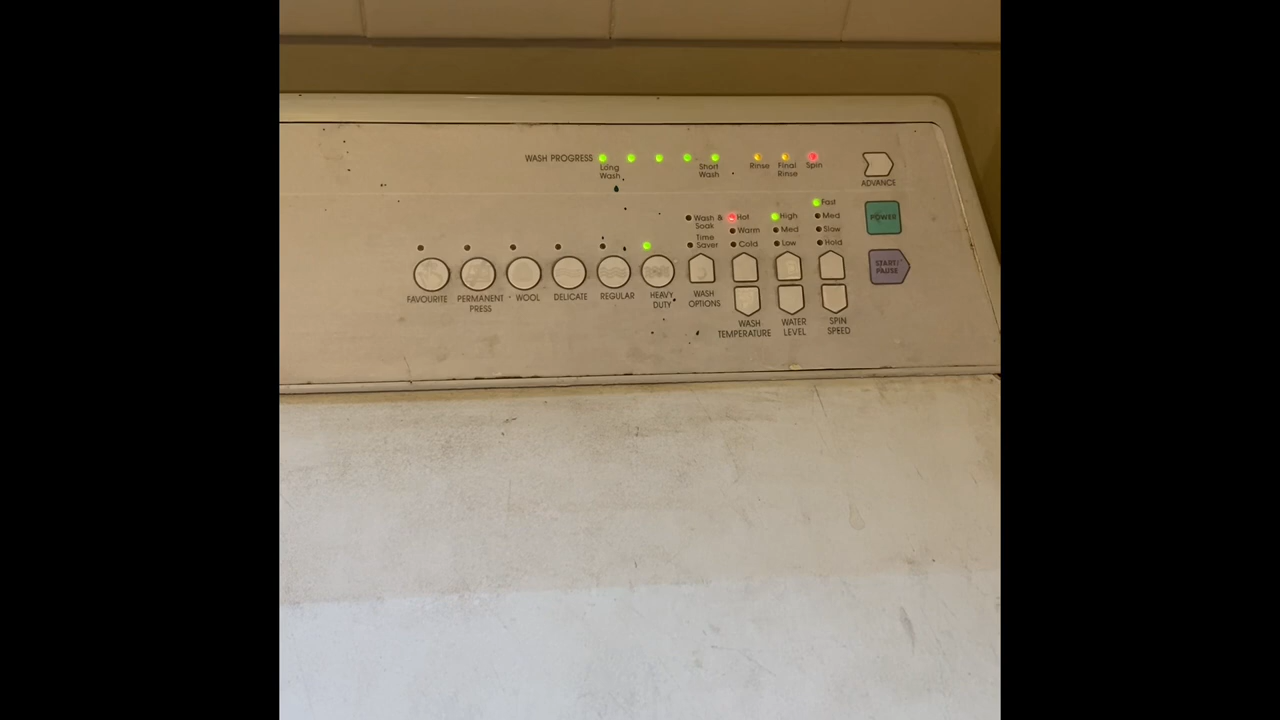 WASH PROGRESS
Long
Wash
Short
Wash
Rinse
Final
Rinse
Spin
ADVANCE
Wash &
Soak
Time
Saver
Hot
Warm
Cold
High
Med
Low
Fast
Med
Slow
Hold
POWER
START/
PAUSE
FAVOURITE
PERMANENT
PRESS
WOOL
DELICATE
REGULAR
HEAVY
DUTY
WASH
OPTIONS
WASH
TEMPERATURE
WATER
LEVEL
SPIN
SPEED